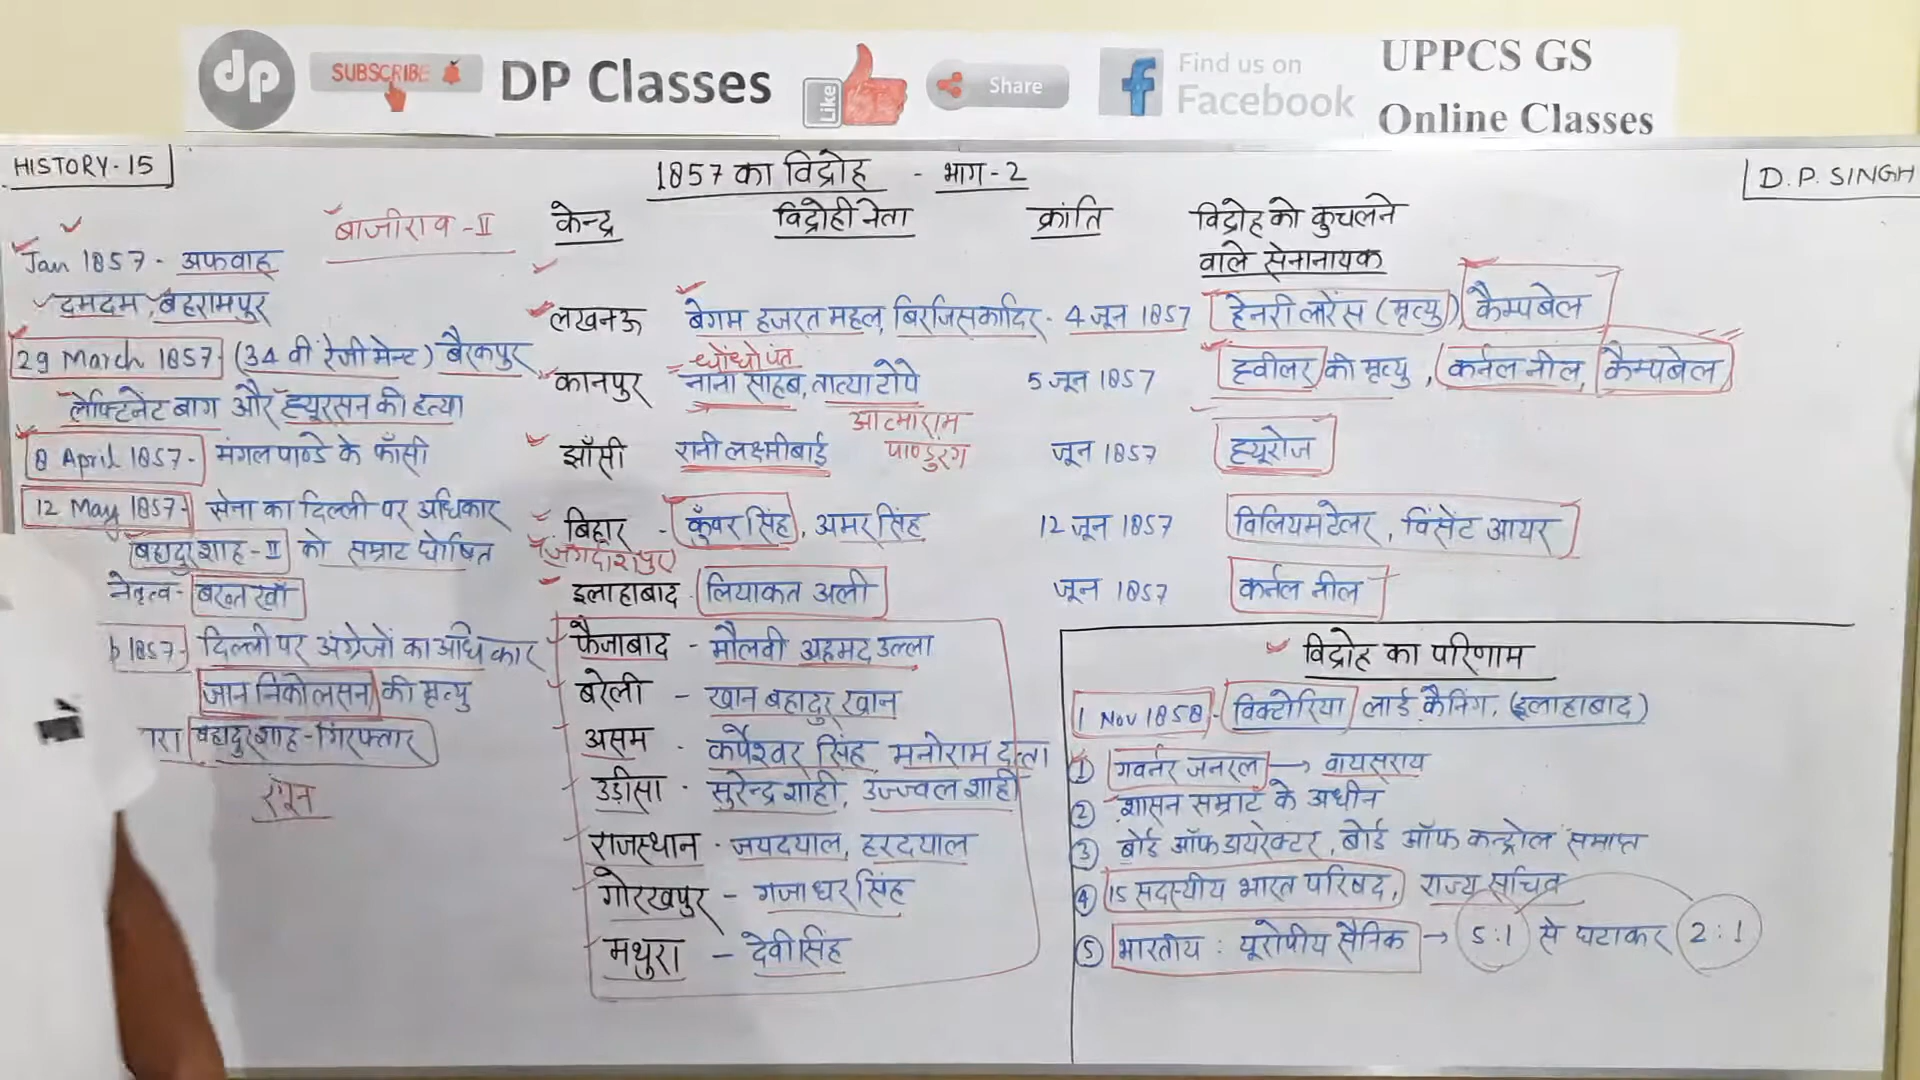 dp SUBSCRIBE DP Classes Like Share f Find us on Facebook UPPCS GS Online Classes
HISTORY-15
1857 का विद्रोह - भाग-2
D.P. SINGH
बाजीराव-II
Jan 1857 - अफवाह
दमदम, बहरामपुर
29 March 1857 - (34 वी रेजीमेन्ट) बैरकपुर
लेफ्टिनेंट बाग और ह्यूरसन की हत्या
8 April 1857 - मंगल पाण्डे के फाँसी
12 May 1857 - सेना का दिल्ली पर अधिकार
बहादुर शाह-II को सम्राट घोषित
नेतृत्व - बख्त खाँ
1857 - दिल्ली पर अंग्रेजों का अधिकार
जान निकोलसन की मृत्यु
रा बहादुरशाह-गिरफ्तार
रंगून
केन्द्र विद्रोही नेता क्रांति विद्रोह को कुचलने
वाले सेनानायक
लखनऊ बेगम हजरत महल, बिरजिस कादिर - 4 जून 1857 हेनरी लॉरेंस (मृत्यु) कैम्पबेल
धोंधो पंत
कानपुर नाना साहब, तात्या टोपे 5 जून 1857 ह्वीलर की मृत्यु, कर्नल नील, कैम्पबेल
आत्माराम
पाण्डुरंग
झाँसी रानी लक्ष्मीबाई जून 1857 ह्यूरोज
बिहार - कुँवर सिंह, अमर सिंह 12 जून 1857 विलियम टेलर, विंसेंट आयर
जगदीशपुर
इलाहाबाद - लियाकत अली जून 1857 कर्नल नील
फैजाबाद - मौलवी अहमद उल्ला
बरेली - खान बहादुर खान
असम - कंपेश्वर सिंह, मनीराम दत्ता
उड़ीसा - सुरेन्द्र शाही, उज्ज्वल शाही
राजस्थान - जयदयाल, हरदयाल
गोरखपुर - गजाधर सिंह
मथुरा - देवी सिंह
विद्रोह का परिणाम
1 Nov 1858 - विक्टोरिया लार्ड कैनिंग, (इलाहाबाद)
① गवर्नर जनरल → वायसराय
② शासन सम्राट के अधीन
③ बोर्ड ऑफ डायरेक्टर, बोर्ड ऑफ कन्ट्रोल समाप्त
④ 15 सदस्यीय भारत परिषद, राज्य सचिव
⑤ भारतीय : यूरोपीय सैनिक → 5:1 से घटाकर 2:1